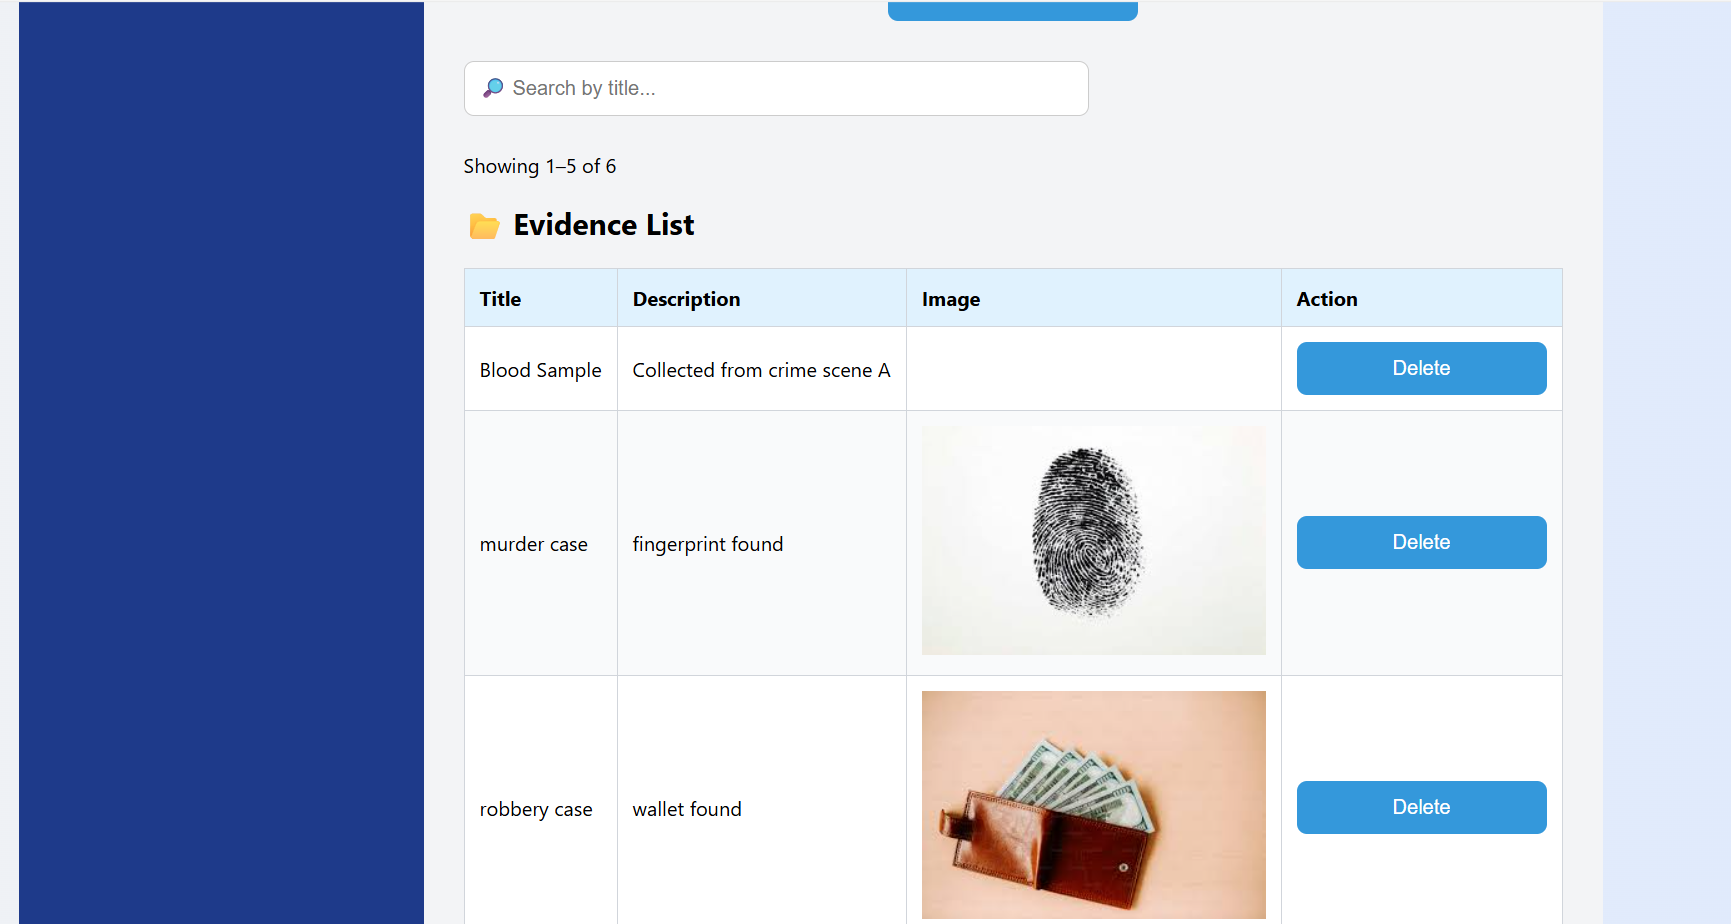 🔎 Search by title...
Showing 1–5 of 6
📂 Evidence List
Title Description Image Action
Blood Sample Collected from crime scene A Delete
murder case fingerprint found Delete
robbery case wallet found Delete